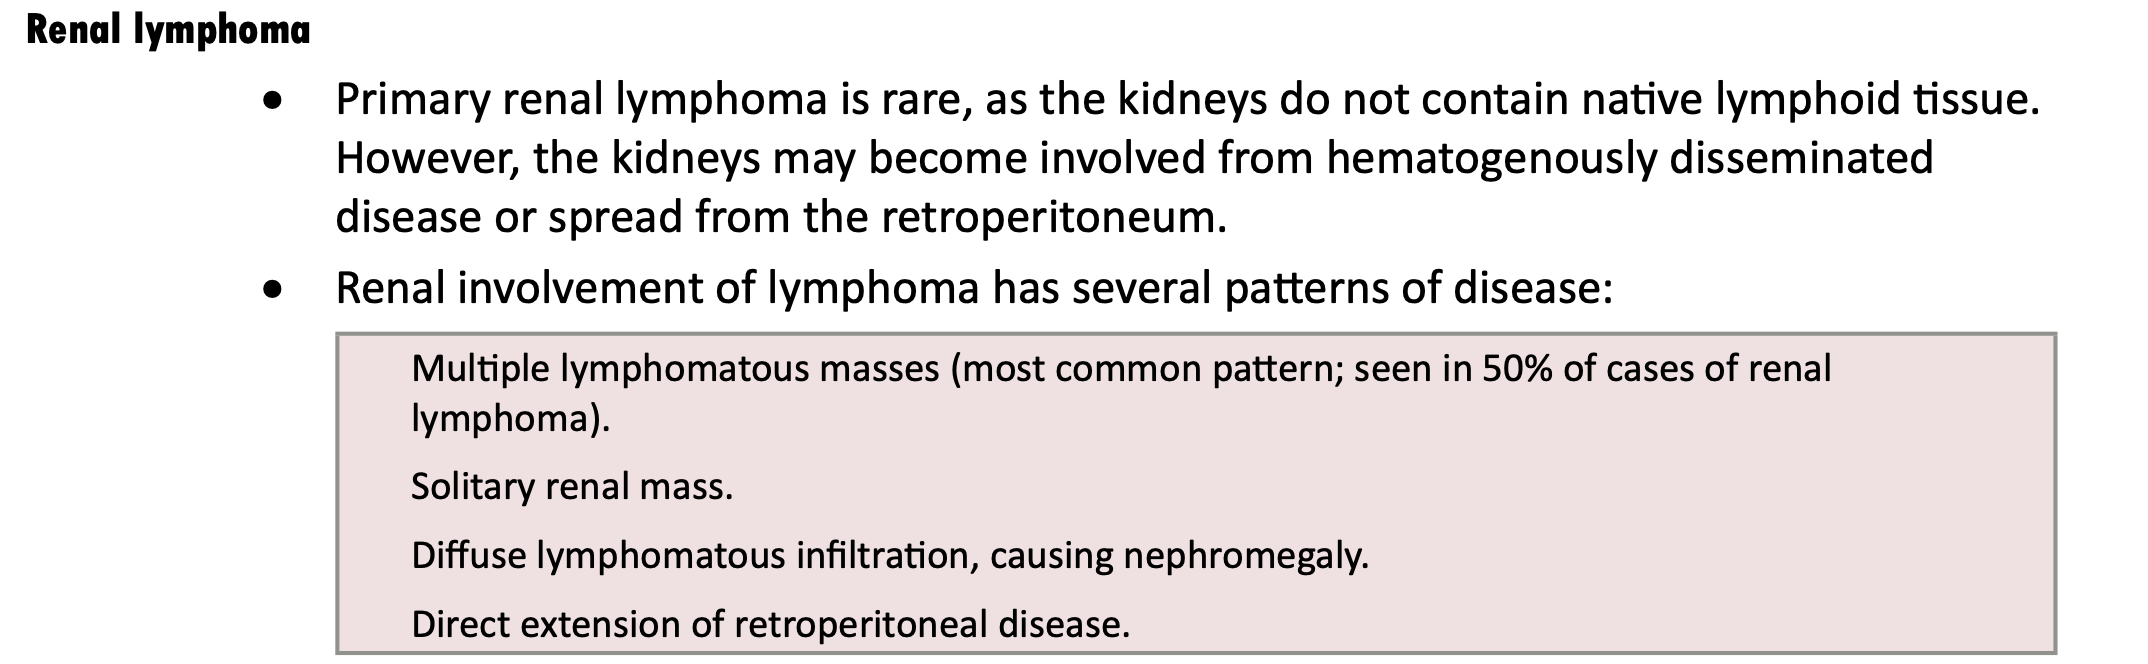 Renal lymphoma
• Primary renal lymphoma is rare, as the kidneys do not contain native lymphoid tissue.
However, the kidneys may become involved from hematogenously disseminated
disease or spread from the retroperitoneum.
• Renal involvement of lymphoma has several patterns of disease:
Multiple lymphomatous masses (most common pattern; seen in 50% of cases of renal
lymphoma).
Solitary renal mass.
Diffuse lymphomatous infiltration, causing nephromegaly.
Direct extension of retroperitoneal disease.